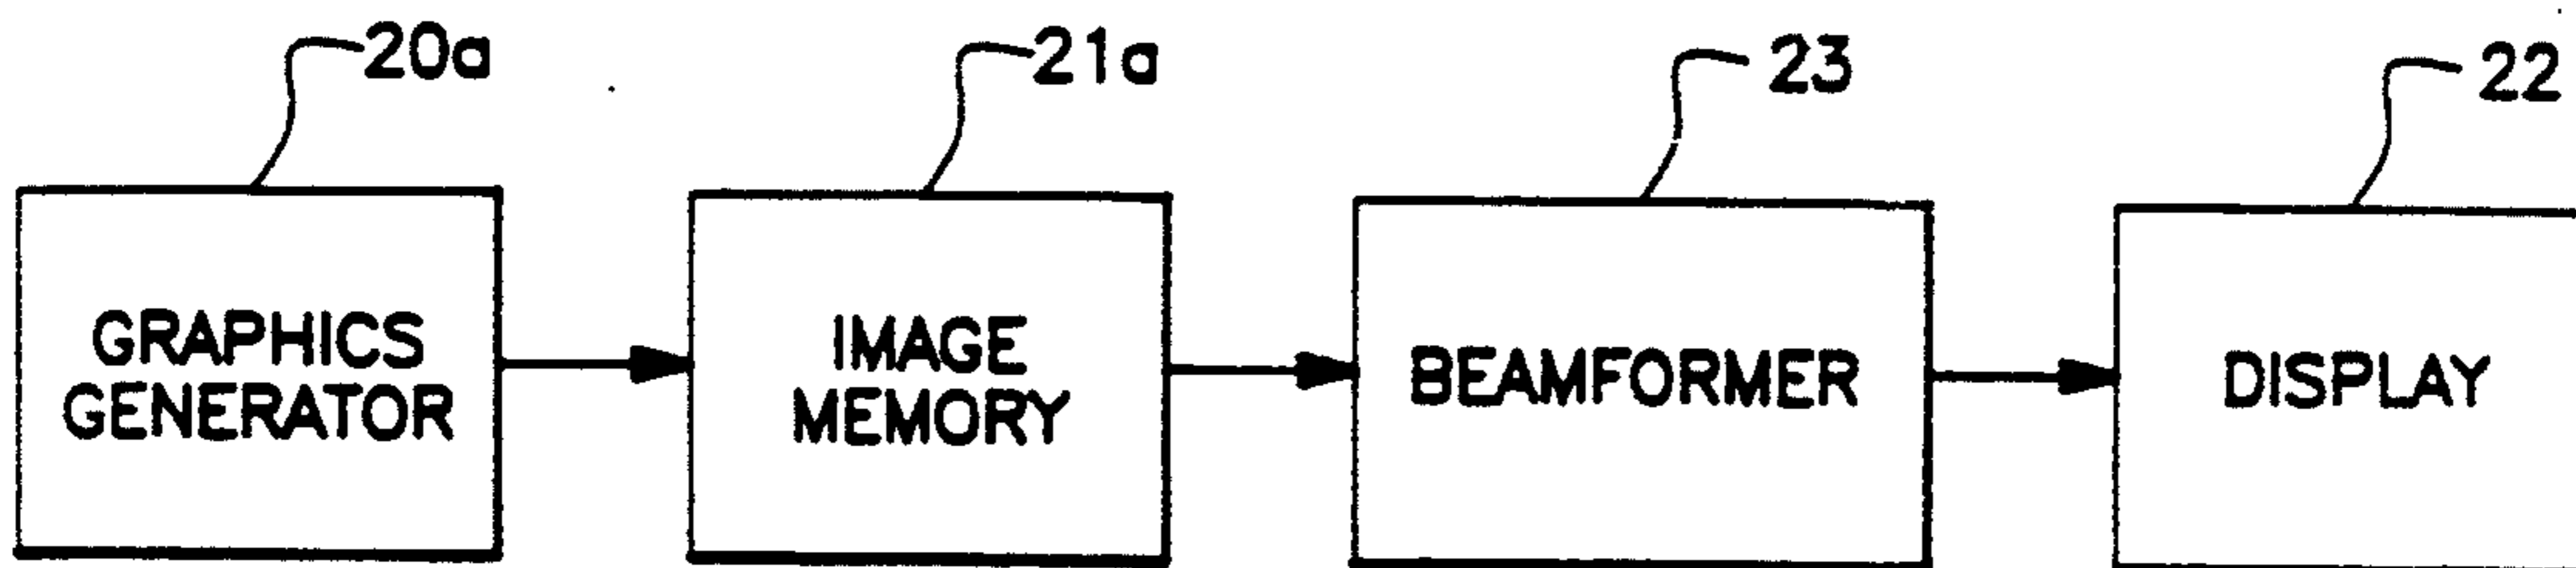 20a
21a
23
22
GRAPHICS
GENERATOR
IMAGE
MEMORY
BEAMFORMER
DISPLAY